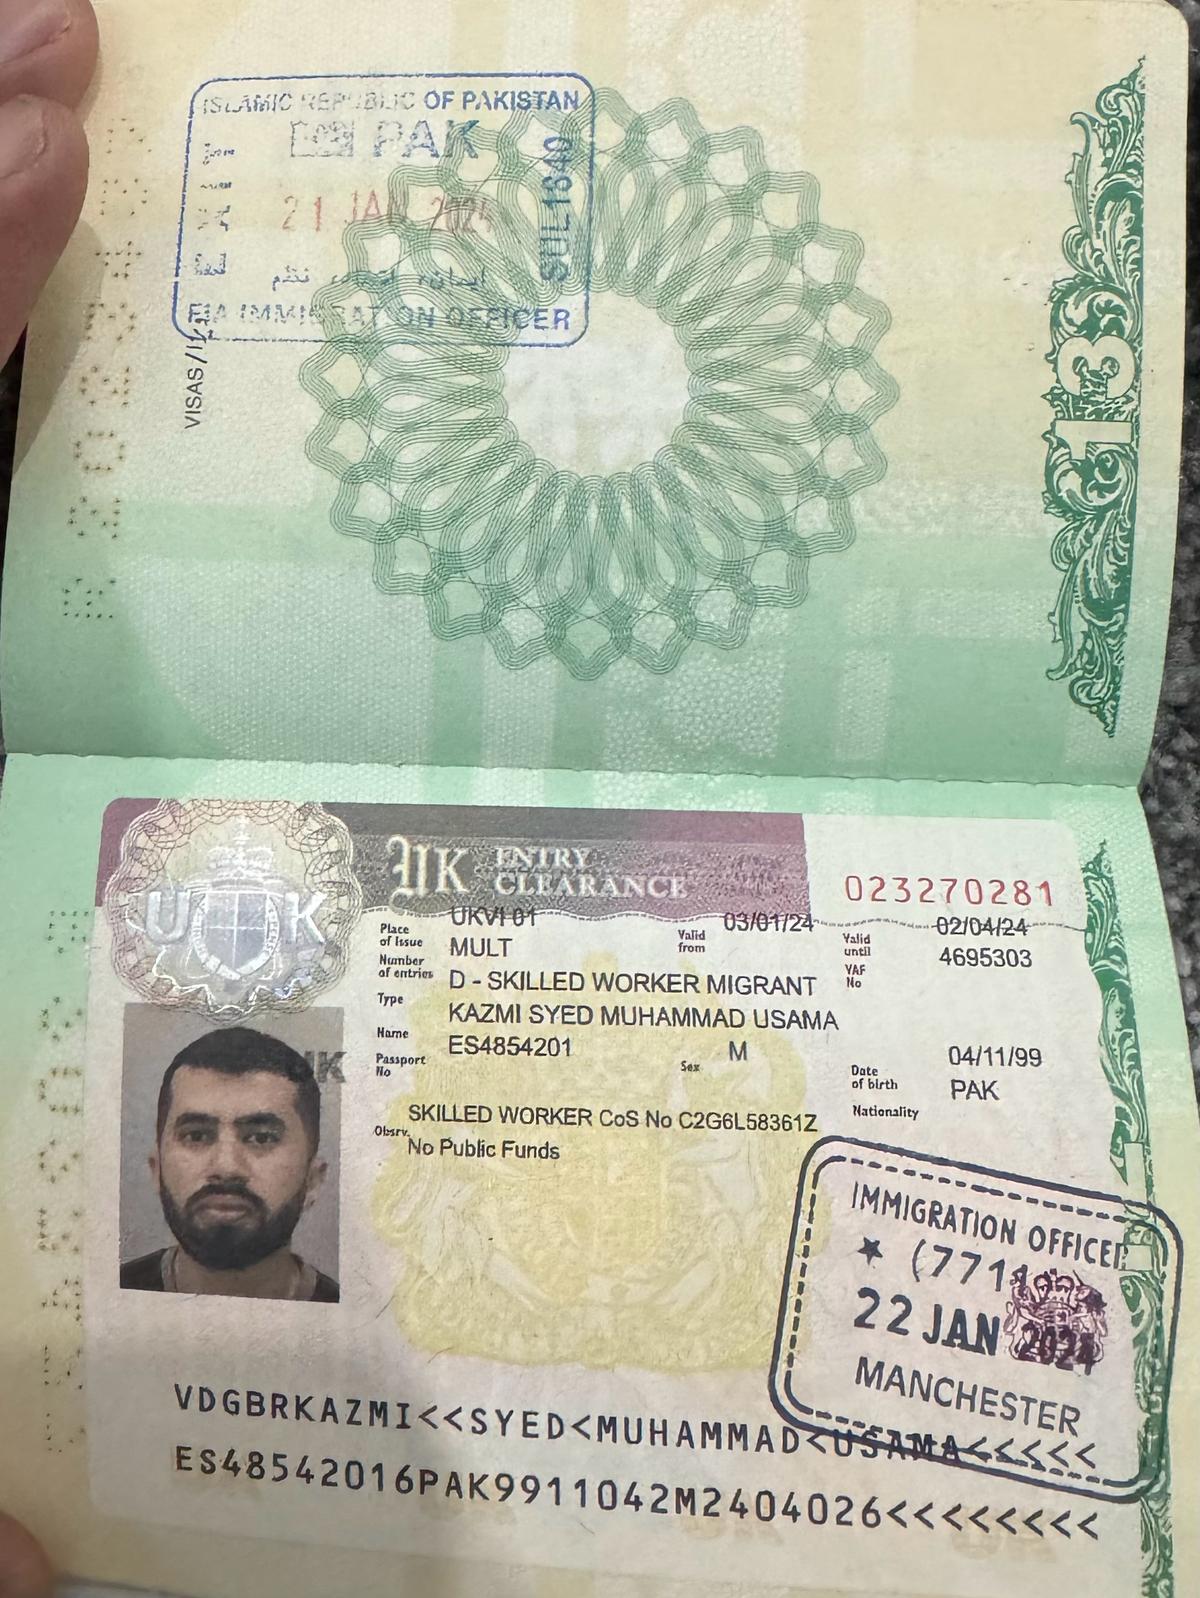 ISLAMIC REPUBLIC OF PAKISTAN
PAK
21 JAN 2024
SUL1640
FIA IMMIGRATION OFFICER
VISAS/
13
UK ENTRY CLEARANCE
023270281
Place of Issue UKVI 01 Valid from 03/01/24 Valid until 02/04/24
Number of entries MULT VAF No 4695303
Type D - SKILLED WORKER MIGRANT
Name KAZMI SYED MUHAMMAD USAMA
Passport No ES4854201 Sex M Date of birth 04/11/99
Nationality PAK
Obsrv. SKILLED WORKER CoS No C2G6L58361Z
No Public Funds
UK
IMMIGRATION OFFICER
(771
22 JAN 2024
MANCHESTER
VDGBRKAZMI<<SYED<MUHAMMAD<USAMA<<<<<
ES48542016PAK9911042M2404026<<<<<<<<